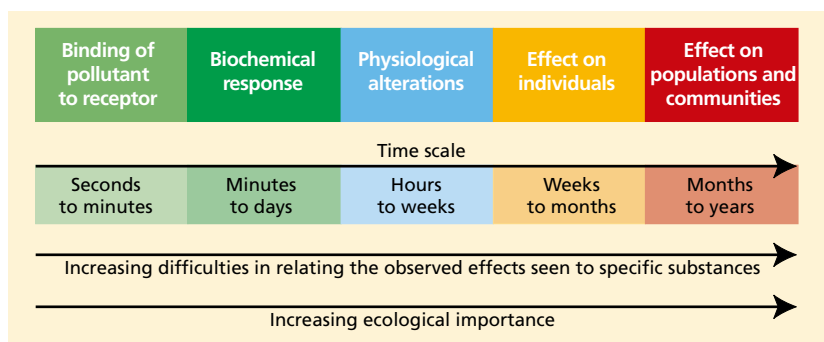 Binding of
pollutant
to receptor
Biochemical
response
Physiological
alterations
Effect on
individuals
Effect on
populations and
communities
Time scale
Seconds
to minutes
Minutes
to days
Hours
to weeks
Weeks
to months
Months
to years
Increasing difficulties in relating the observed effects seen to specific substances
Increasing ecological importance